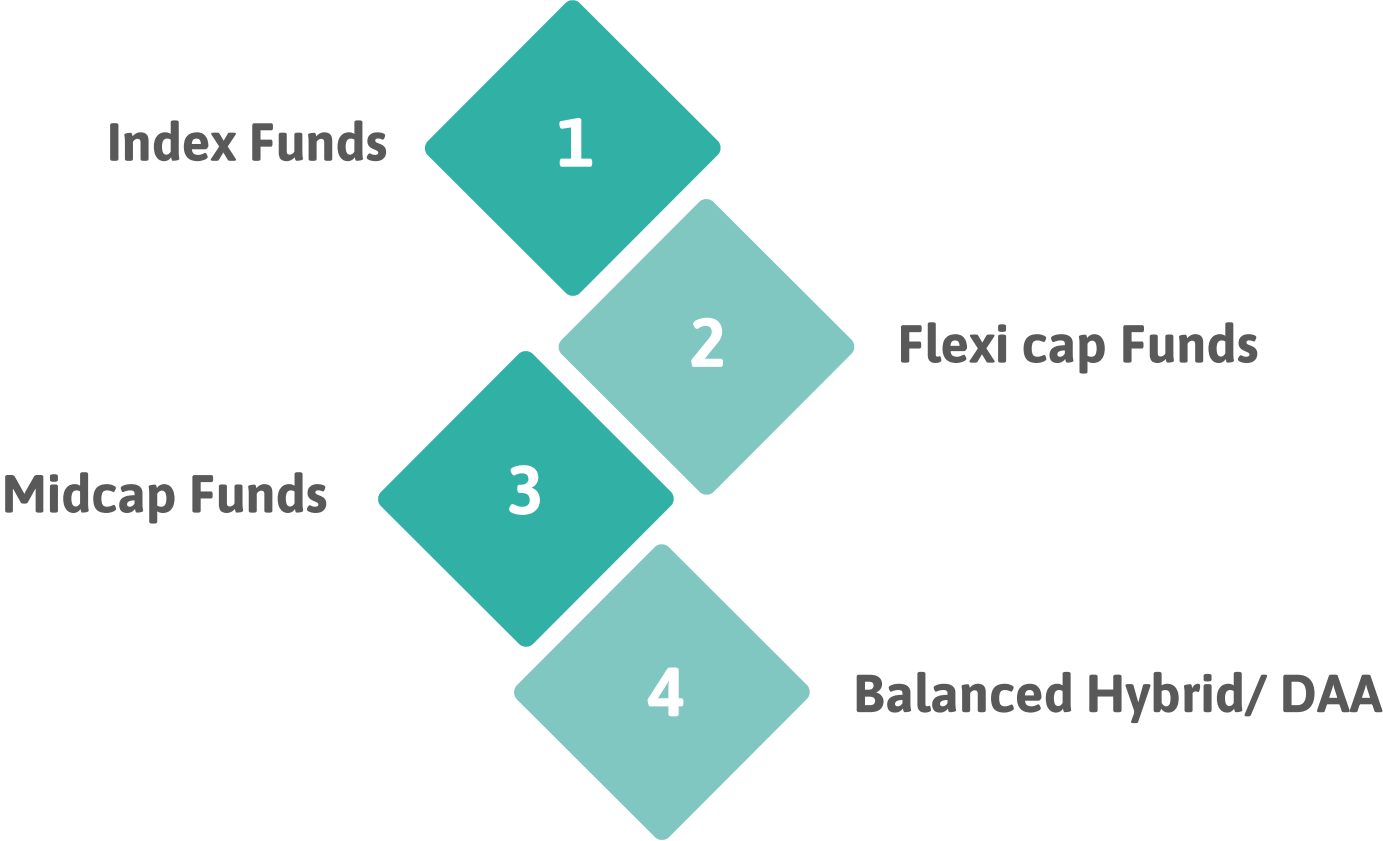 Index Funds
1
2
Flexi cap Funds
Midcap Funds
3
4
Balanced Hybrid/ DAA